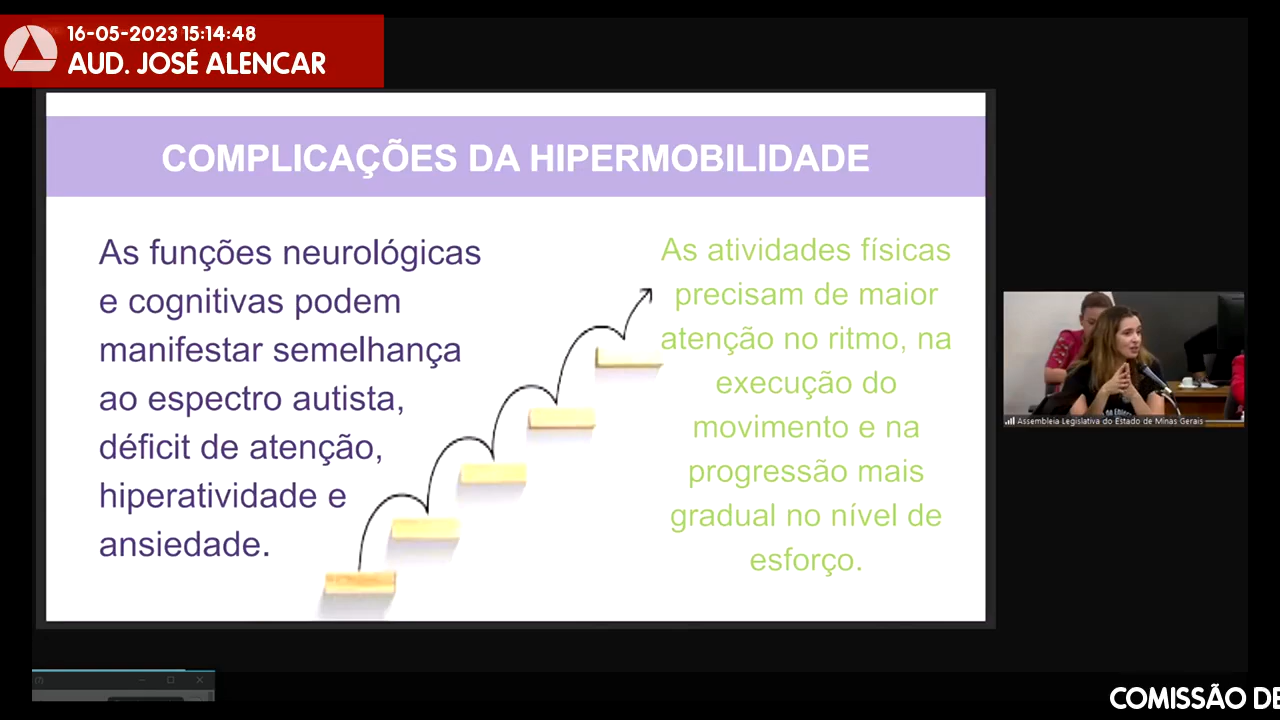 16-05-2023 15:14:48
AUD. JOSÉ ALENCAR
COMPLICAÇÕES DA HIPERMOBILIDADE
As funções neurológicas
e cognitivas podem
manifestar semelhança
ao espectro autista,
déficit de atenção,
hiperatividade e
ansiedade.
As atividades físicas
precisam de maior
atenção no ritmo, na
execução do
movimento e na
progressão mais
gradual no nível de
esforço.
Assembleia Legislativa do Estado de Minas Gerais
COMISSÃO DE